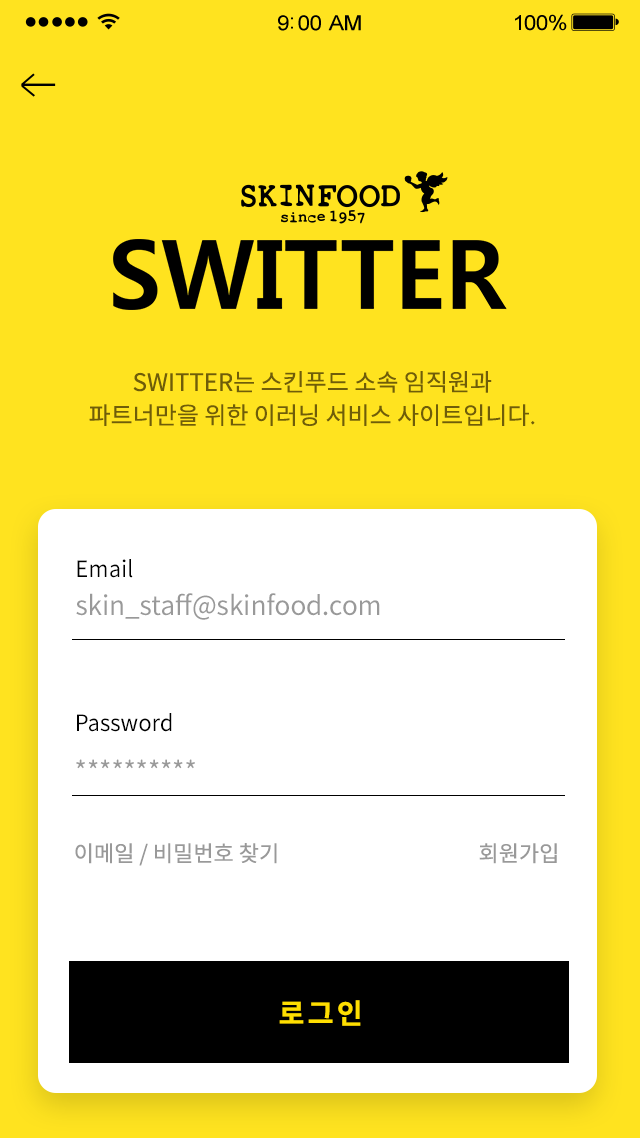 9:00 AM
100%
SKINFOOD
since 1957
SWITTER
SWITTER는 스킨푸드 소속 임직원과
파트너만을 위한 이러닝 서비스 사이트입니다.
Email
skin_staff@skinfood.com
Password
**********
이메일 / 비밀번호 찾기
회원가입
로그인